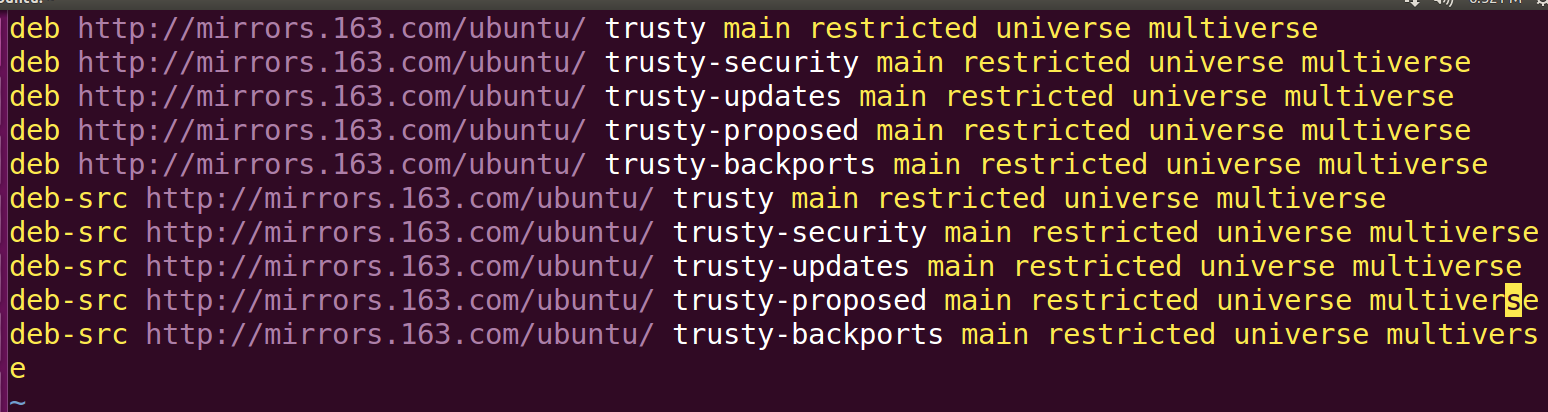 deb http://mirrors.163.com/ubuntu/ trusty main restricted universe multiverse
deb http://mirrors.163.com/ubuntu/ trusty-security main restricted universe multiverse
deb http://mirrors.163.com/ubuntu/ trusty-updates main restricted universe multiverse
deb http://mirrors.163.com/ubuntu/ trusty-proposed main restricted universe multiverse
deb http://mirrors.163.com/ubuntu/ trusty-backports main restricted universe multiverse
deb-src http://mirrors.163.com/ubuntu/ trusty main restricted universe multiverse
deb-src http://mirrors.163.com/ubuntu/ trusty-security main restricted universe multiverse
deb-src http://mirrors.163.com/ubuntu/ trusty-updates main restricted universe multiverse
deb-src http://mirrors.163.com/ubuntu/ trusty-proposed main restricted universe multiverse
deb-src http://mirrors.163.com/ubuntu/ trusty-backports main restricted universe multivers
e
~